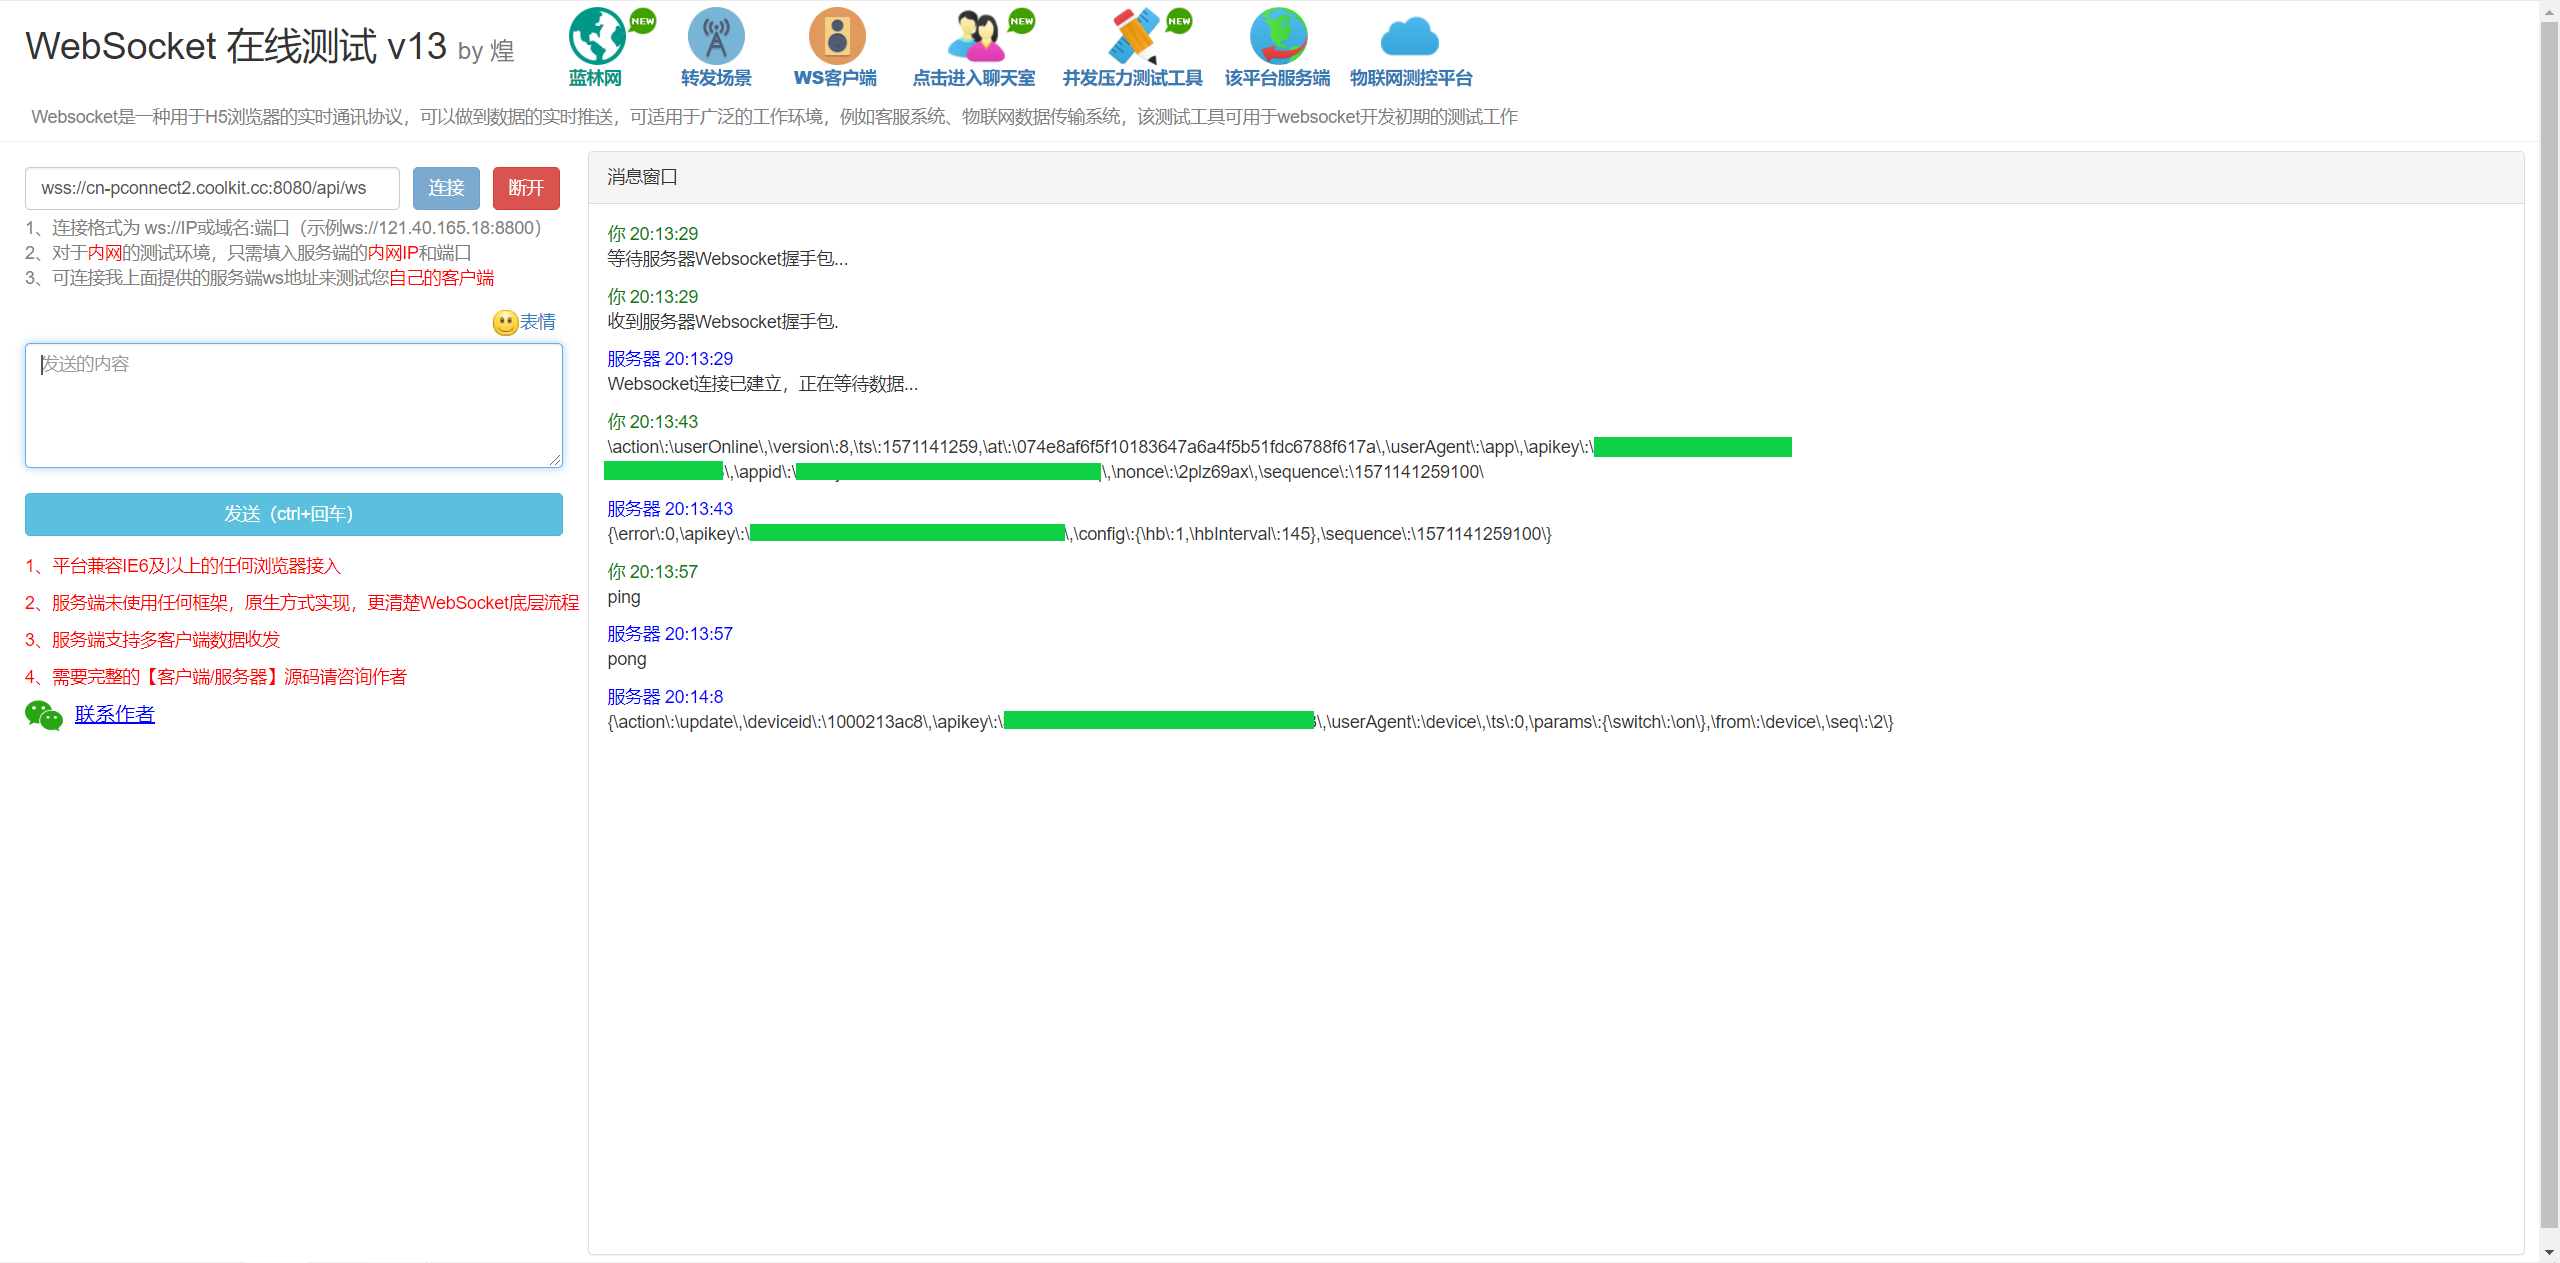 WebSocket 在线测试 v13 by 煌
NEW
蓝林网
转发场景
WS客户端
NEW
点击进入聊天室
NEW
并发压力测试工具
该平台服务端
物联网测控平台
Websocket是一种用于H5浏览器的实时通讯协议，可以做到数据的实时推送，可适用于广泛的工作环境，例如客服系统、物联网数据传输系统，该测试工具可用于websocket开发初期的测试工作
wss://cn-pconnect2.coolkit.cc:8080/api/ws
连接
断开
1、连接格式为 ws://IP或域名:端口（示例ws://121.40.165.18:8800）
2、对于内网的测试环境，只需填入服务端的内网IP和端口
3、可连接我上面提供的服务端ws地址来测试您自己的客户端
表情
发送的内容
发送（ctrl+回车）
1、平台兼容IE6及以上的任何浏览器接入
2、服务端未使用任何框架，原生方式实现，更清楚WebSocket底层流程
3、服务端支持多客户端数据收发
4、需要完整的【客户端/服务器】源码请咨询作者
联系作者
消息窗口
你 20:13:29
等待服务器Websocket握手包...
你 20:13:29
收到服务器Websocket握手包.
服务器 20:13:29
Websocket连接已建立，正在等待数据...
你 20:13:43
\action\:\userOnline\,\version\:8,\ts\:1571141259,\at\:\074e8af6f5f10183647a6a4f5b51fdc6788f617a\,\userAgent\:\app\,\apikey\:\
\,\appid\:\ \,\nonce\:\2plz69ax\,\sequence\:\1571141259100\
服务器 20:13:43
{\error\:0,\apikey\:\ \,\config\:{\hb\:1,\hbInterval\:145},\sequence\:\1571141259100\}
你 20:13:57
ping
服务器 20:13:57
pong
服务器 20:14:8
{\action\:\update\,\deviceid\:\1000213ac8\,\apikey\:\ \,\userAgent\:\device\,\ts\:0,\params\:{\switch\:\on\},\from\:\device\,\seq\:\2\}